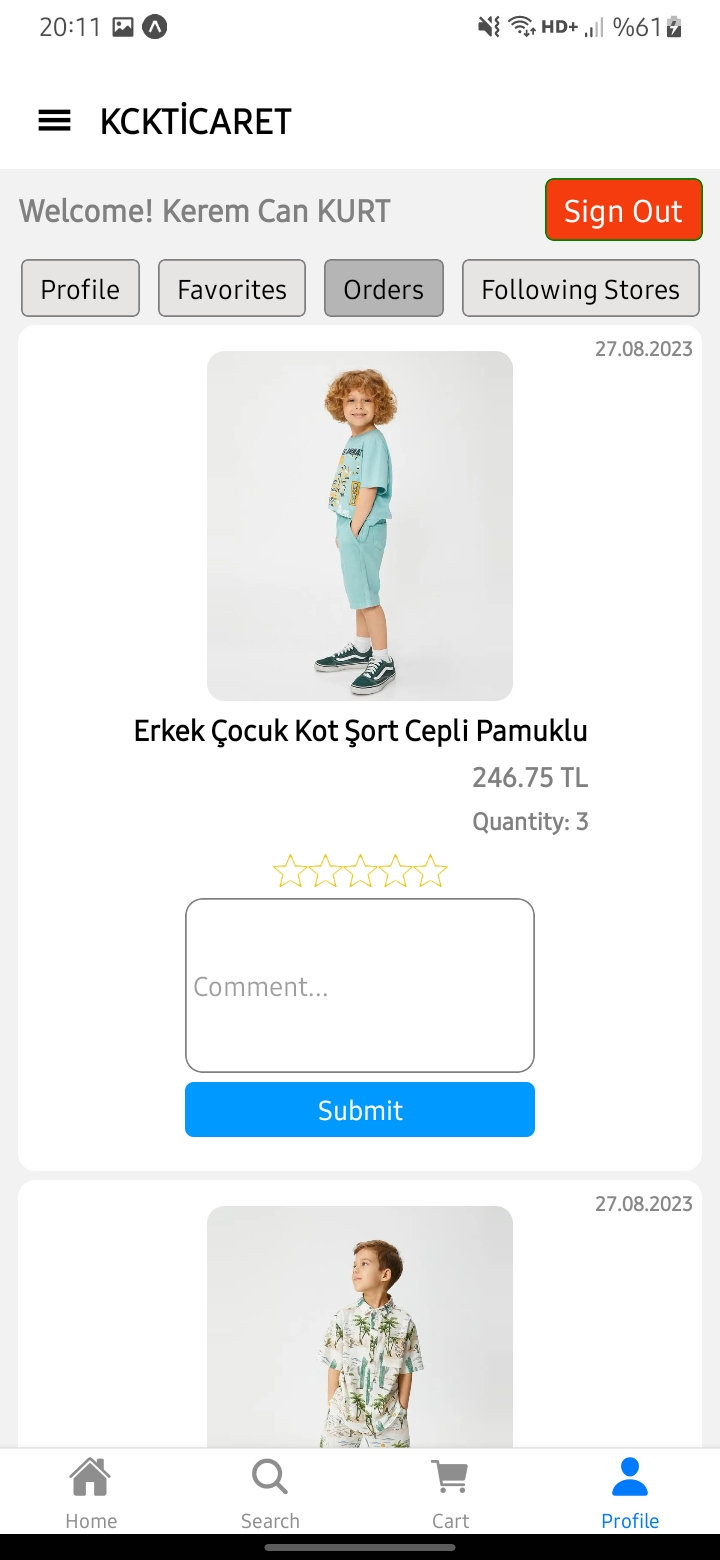 20:11 HD+ %61
KCKTİCARET
Welcome! Kerem Can KURT
Sign Out
Profile Favorites Orders Following Stores
27.08.2023
Erkek Çocuk Kot Şort Cepli Pamuklu
246.75 TL
Quantity: 3
Comment...
Submit
27.08.2023
Home Search Cart Profile